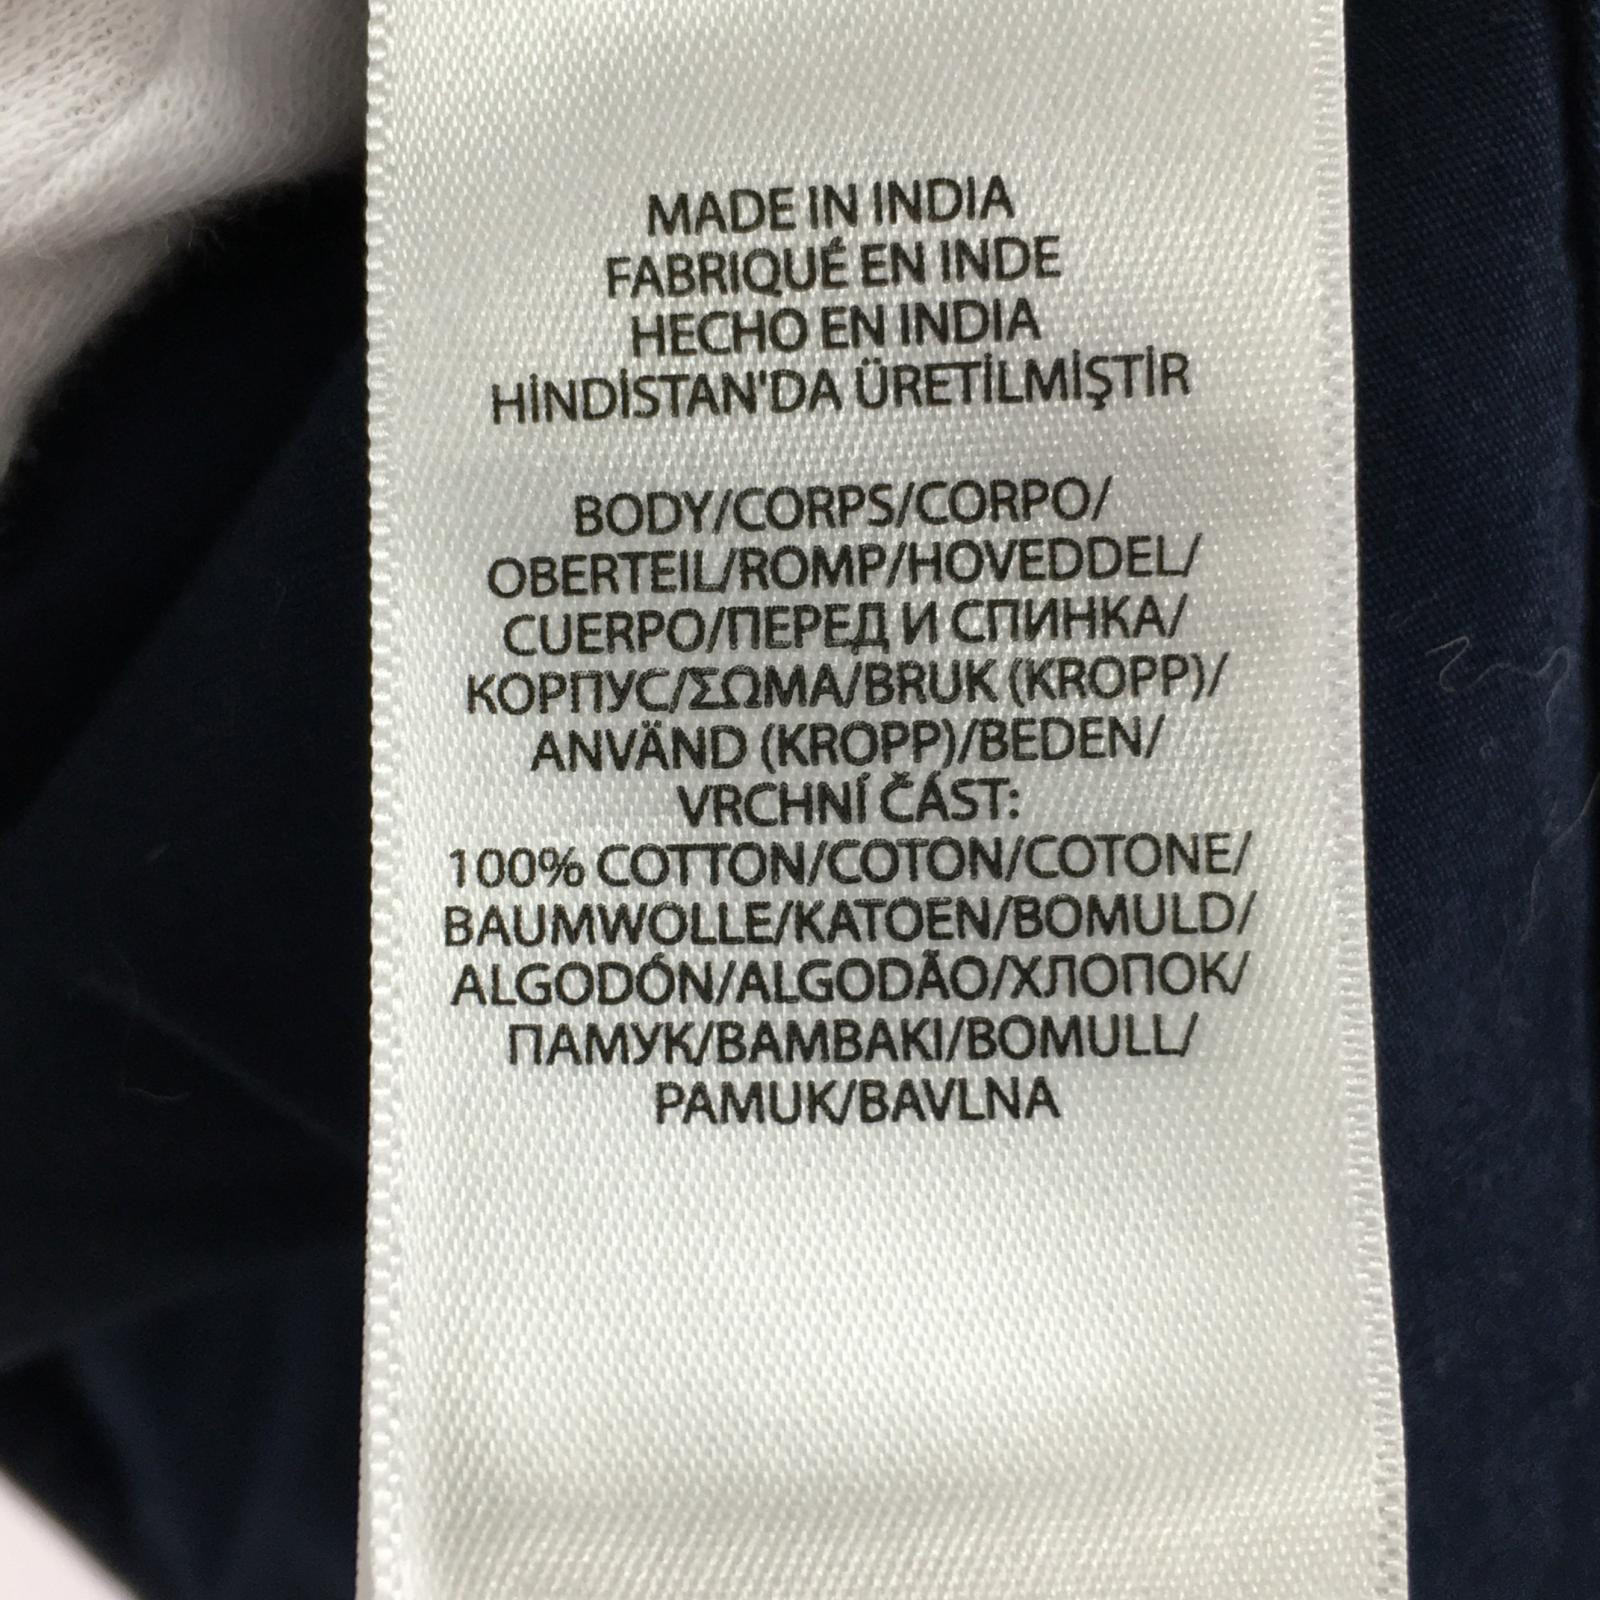 MADE IN INDIA
FABRIQUÉ EN INDE
HECHO EN INDIA
HİNDİSTAN'DA ÜRETİLMİŞTİR
BODY/CORPS/CORPO/
OBERTEIL/ROMP/HOVEDDEL/
CUERPO/ПЕРЕД И СПИНКА/
КОРПУС/ΣΩΜΑ/BRUK (KROPP)/
ANVÄND (KROPP)/BEDEN/
VRCHNÍ ČÁST:
100% COTTON/COTON/COTONE/
BAUMWOLLE/KATOEN/BOMULD/
ALGODÓN/ALGODÃO/ХЛОПОК/
ПАМУК/ΒΑΜΒΑΚΙ/BOMULL/
PAMUK/BAVLNA